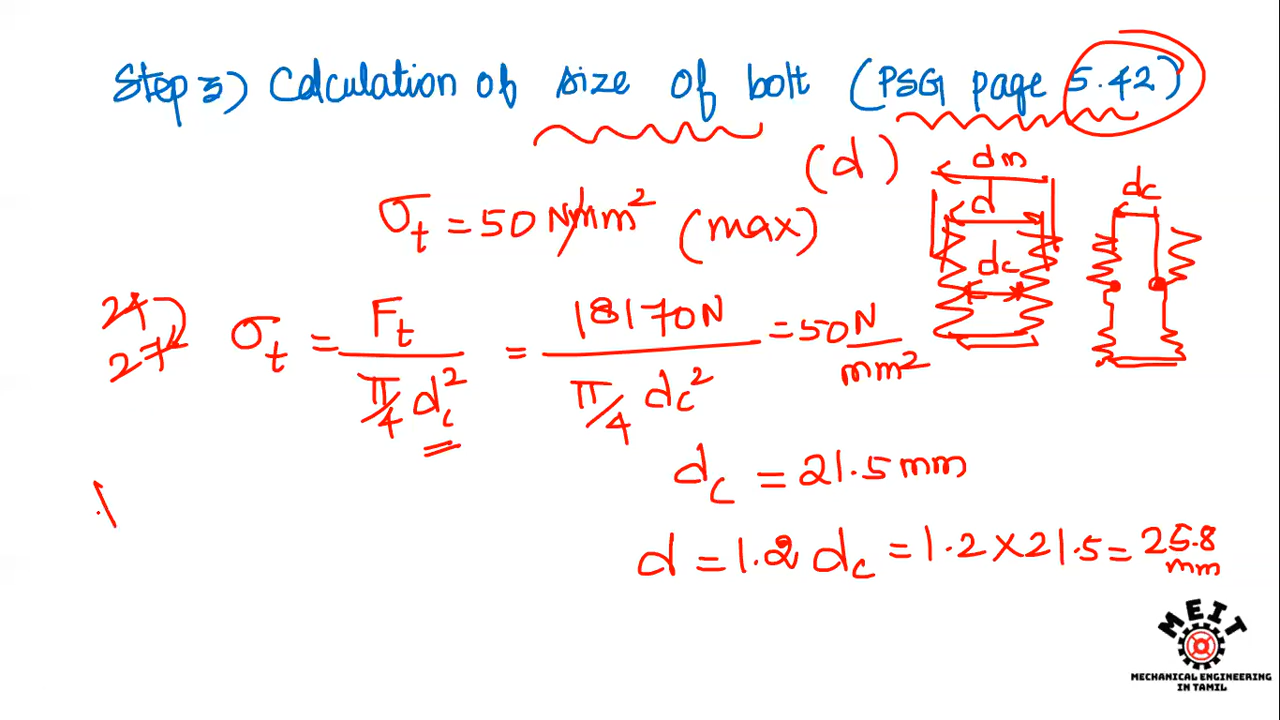 Step 3) Calculation of size of bolt (PSG page 5.42)
(d)
dm
d
dc
dc
σt = 50 N/mm² (max)
24
27
σt = Ft / (π/4 dc²) = 18170N / (π/4 dc²) = 50 N/mm²
dc = 21.5 mm
d = 1.2 dc = 1.2 × 21.5 = 25.8 mm
MEIT
MECHANICAL ENGINEERING
IN TAMIL